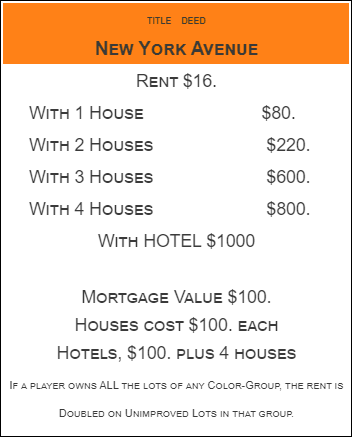 TITLE DEED
NEW YORK AVENUE
RENT $16.
WITH 1 HOUSE $80.
WITH 2 HOUSES $220.
WITH 3 HOUSES $600.
WITH 4 HOUSES $800.
WITH HOTEL $1000
MORTGAGE VALUE $100.
HOUSES COST $100. EACH
HOTELS, $100. PLUS 4 HOUSES
IF A PLAYER OWNS ALL THE LOTS OF ANY COLOR-GROUP, THE RENT IS
DOUBLED ON UNIMPROVED LOTS IN THAT GROUP.